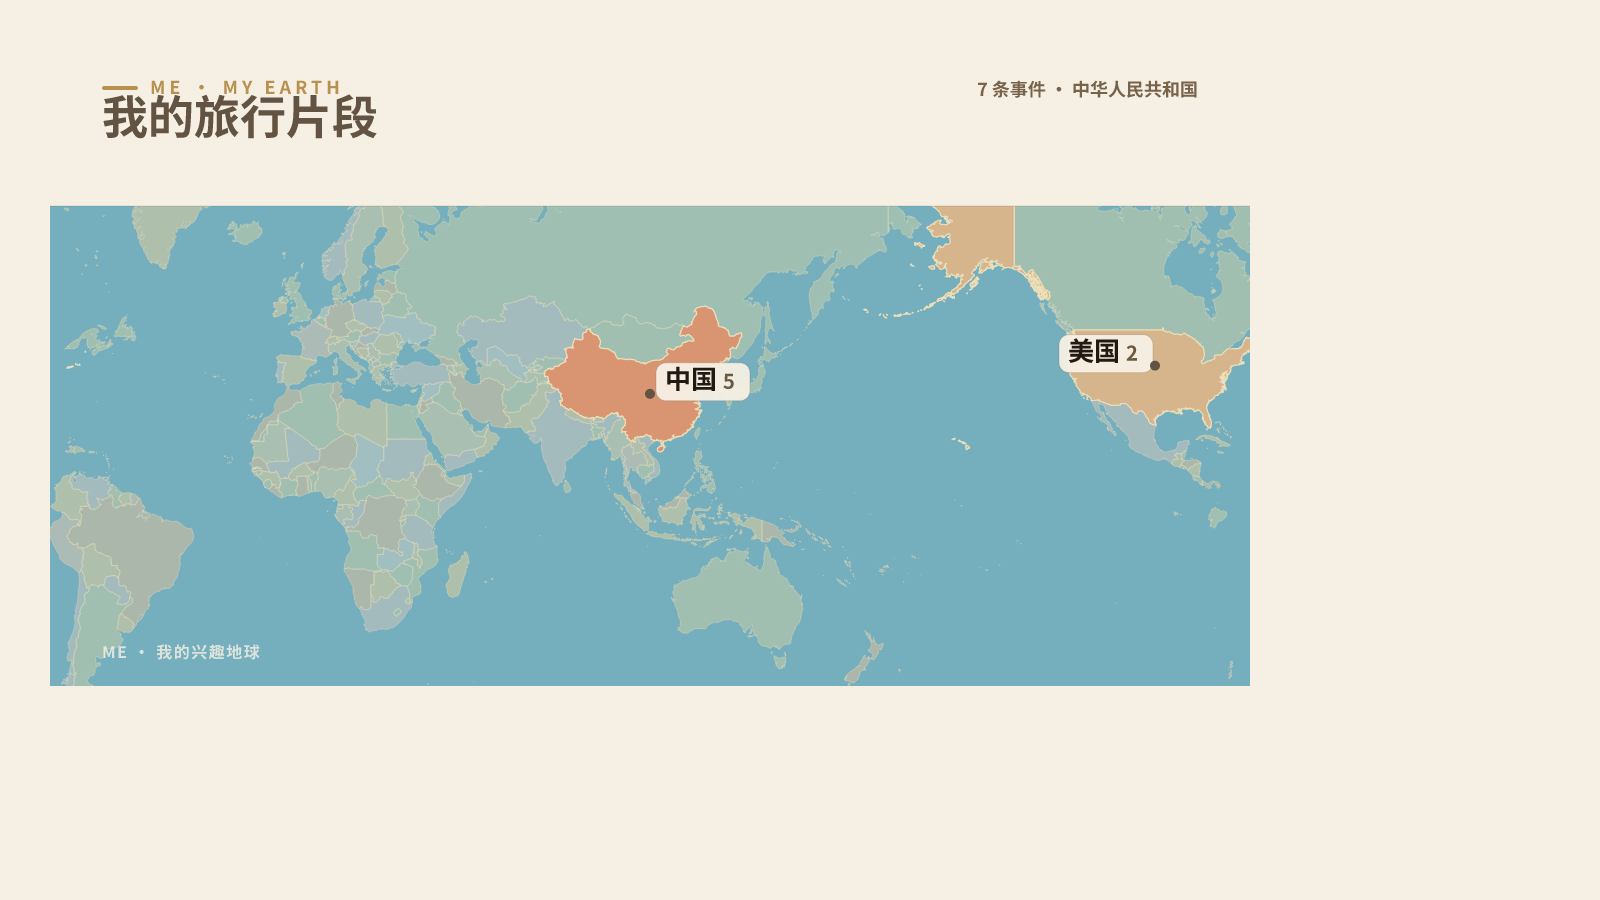 ME • MY EARTH
我的旅行片段
7 条事件 • 中华人民共和国
美国 2
中国 5
ME • 我的兴趣地球